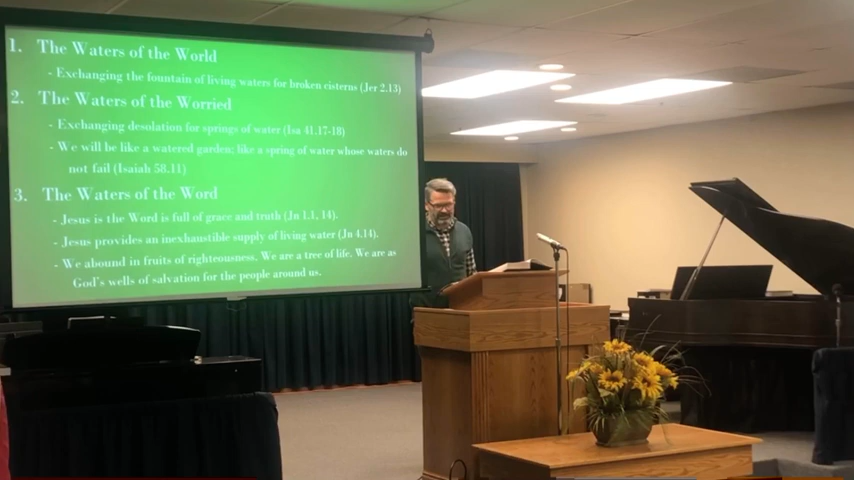 1. The Waters of the World
- Exchanging the fountain of living waters for broken cisterns (Jer 2.13)
2. The Waters of the Worried
- Exchanging desolation for springs of water (Isa 41.17-18)
- We will be like a watered garden; like a spring of water whose waters do
not fail (Isaiah 58.11)
3. The Waters of the Word
- Jesus is the Word is full of grace and truth (Jn 1.1, 14).
- Jesus provides an inexhaustible supply of living water (Jn 4.14).
- We abound in fruits of righteousness. We are a tree of life. We are as
God's wells of salvation for the people around us.